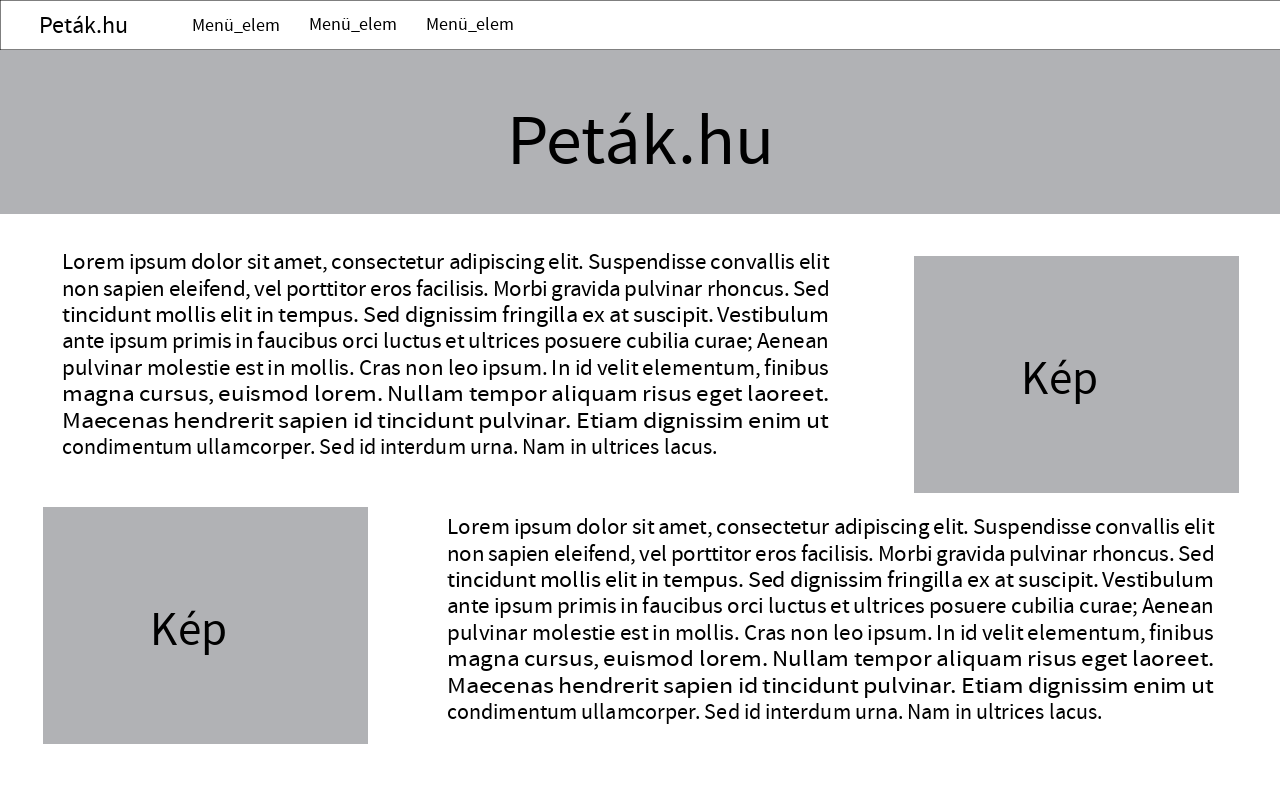 Peták.hu Menü_elem Menü_elem Menü_elem
Peták.hu
Lorem ipsum dolor sit amet, consectetur adipiscing elit. Suspendisse convallis elit
non sapien eleifend, vel porttitor eros facilisis. Morbi gravida pulvinar rhoncus. Sed
tincidunt mollis elit in tempus. Sed dignissim fringilla ex at suscipit. Vestibulum
ante ipsum primis in faucibus orci luctus et ultrices posuere cubilia curae; Aenean
pulvinar molestie est in mollis. Cras non leo ipsum. In id velit elementum, finibus
magna cursus, euismod lorem. Nullam tempor aliquam risus eget laoreet.
Maecenas hendrerit sapien id tincidunt pulvinar. Etiam dignissim enim ut
condimentum ullamcorper. Sed id interdum urna. Nam in ultrices lacus.
Kép
Kép
Lorem ipsum dolor sit amet, consectetur adipiscing elit. Suspendisse convallis elit
non sapien eleifend, vel porttitor eros facilisis. Morbi gravida pulvinar rhoncus. Sed
tincidunt mollis elit in tempus. Sed dignissim fringilla ex at suscipit. Vestibulum
ante ipsum primis in faucibus orci luctus et ultrices posuere cubilia curae; Aenean
pulvinar molestie est in mollis. Cras non leo ipsum. In id velit elementum, finibus
magna cursus, euismod lorem. Nullam tempor aliquam risus eget laoreet.
Maecenas hendrerit sapien id tincidunt pulvinar. Etiam dignissim enim ut
condimentum ullamcorper. Sed id interdum urna. Nam in ultrices lacus.